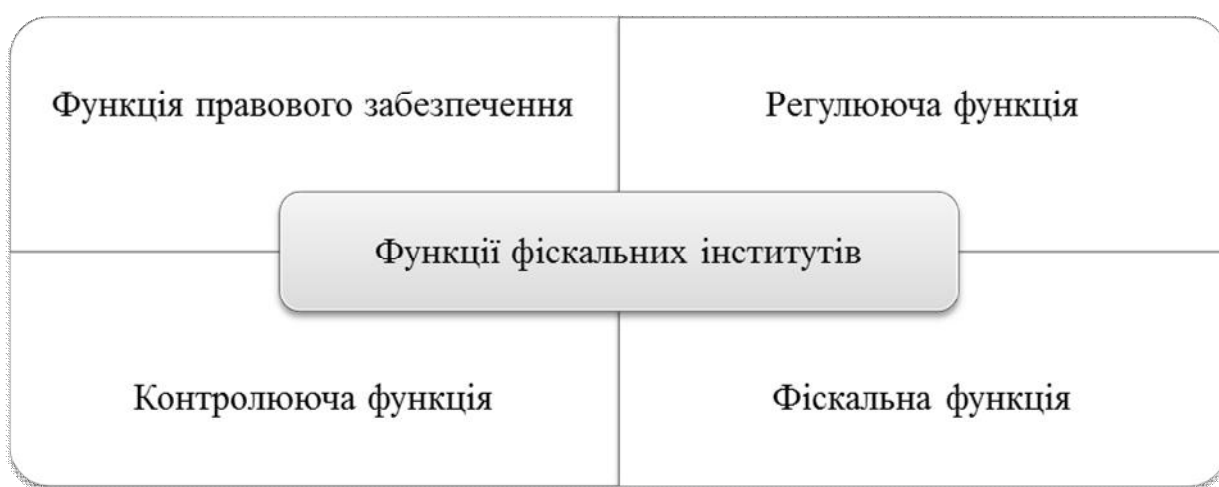 Функція правового забезпечення
Регулююча функція
Функції фіскальних інститутів
Контролююча функція
Фіскальна функція